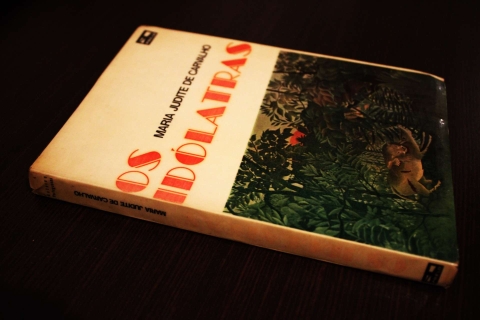 MARIA JUDITE DE CARVALHO
OS
IDÓLATRAS
MARIA JUDITE DE CARVALHO